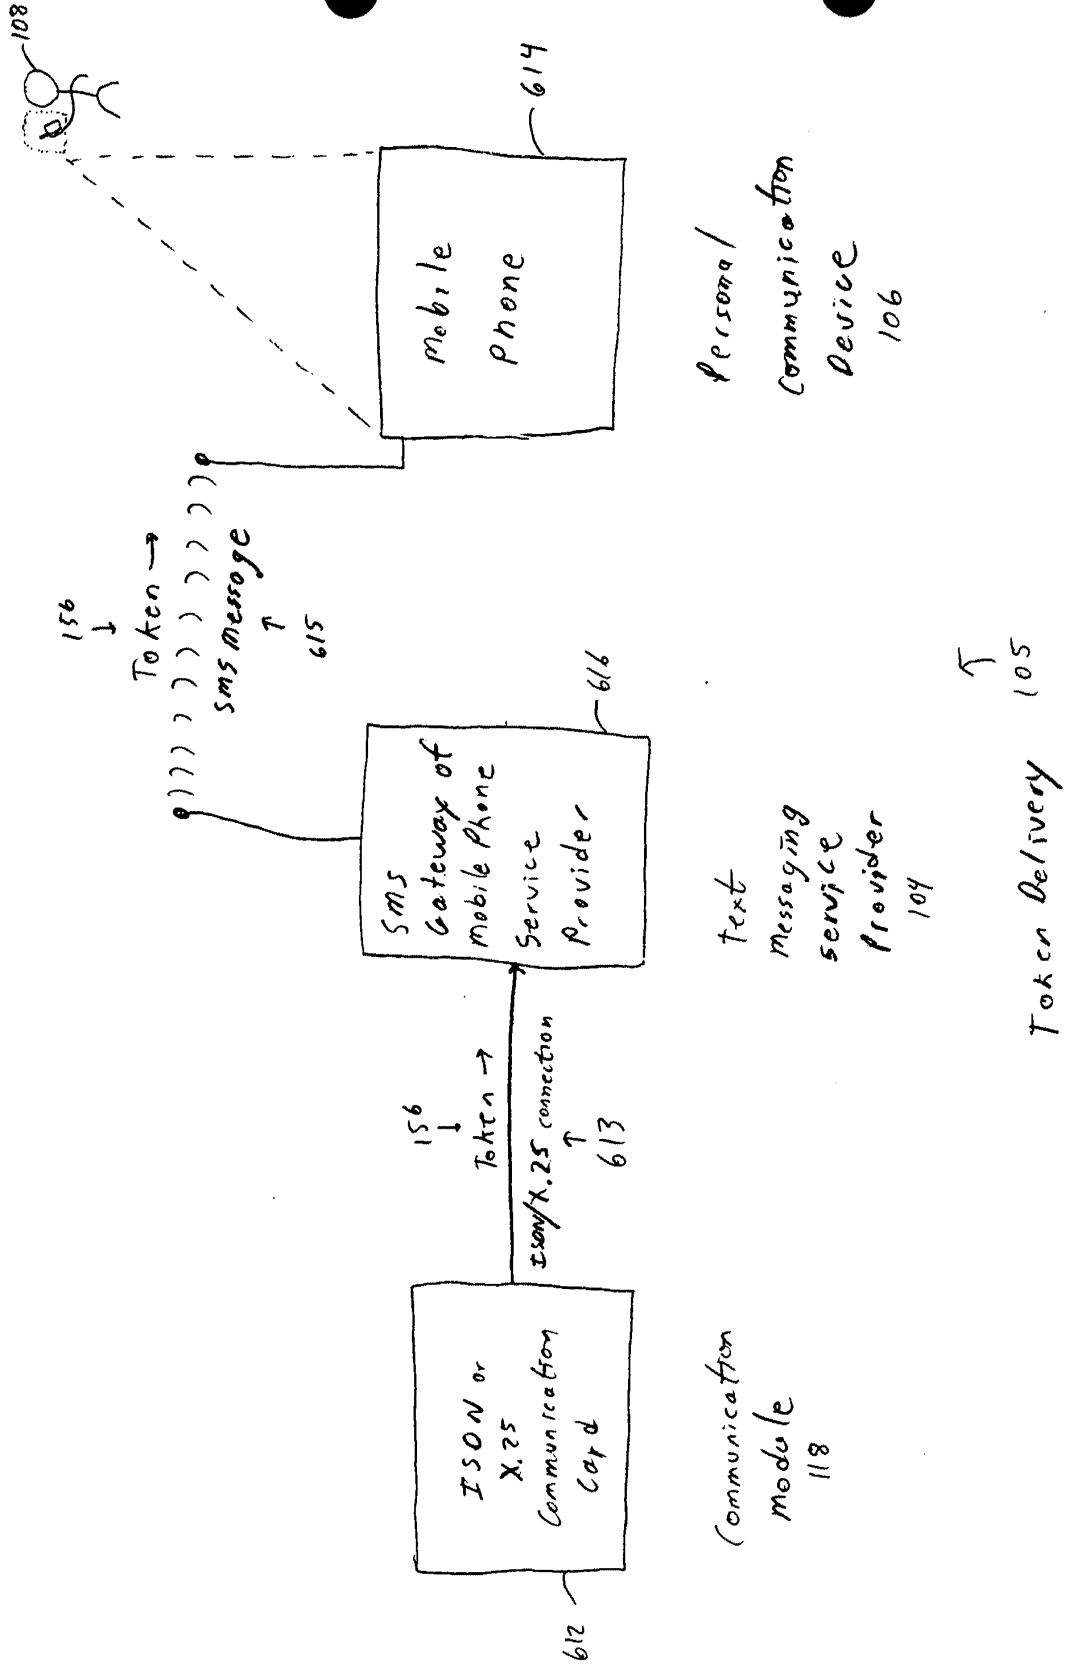 108
156
↓
Token →
SMS message
↑
615
156
↓
Token →
ISDN/X.25 connection
↑
613
612
ISDN or
X.25
Communication
Card
SMS
Gateway of
Mobile Phone
Service
Provider
616
Mobile
Phone
614
Communication
Module
118
Text
Messaging
Service
Provider
104
Personal
Communication
Device
106
Token Delivery
↑
105